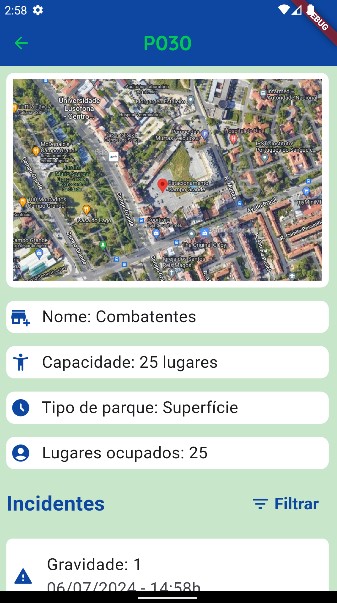 2:58
DEBUG
P030
Universidade
Lusófona
Nome: Combatentes
Capacidade: 25 lugares
Tipo de parque: Superfície
Lugares ocupados: 25
Incidentes
Filtrar
Gravidade: 1
06/07/2024 - 14:58h